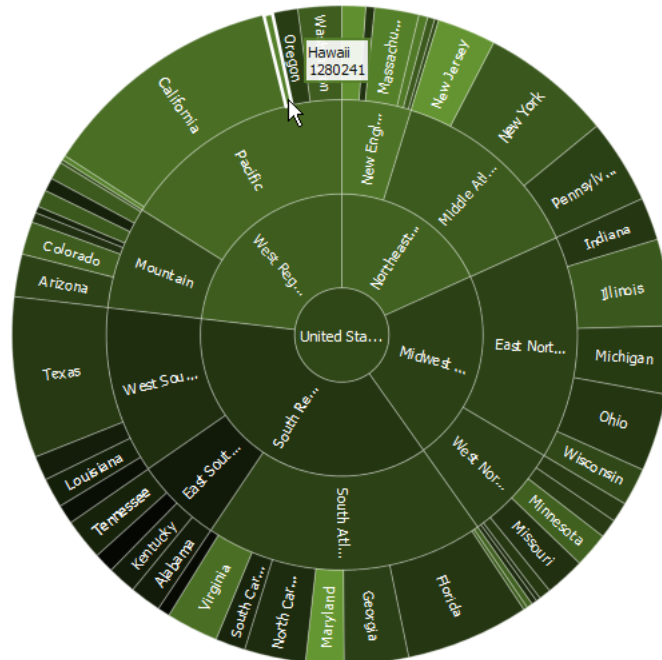 United Sta...
Northeast...
Midwest ...
South Re...
West Reg...
New Engl...
Middle Atl...
East Nort...
West Nor...
South Atl...
East Sout...
West Sou...
Mountain
Pacific
Massachu...
New Jersey
New York
Pennsylv...
Indiana
Illinois
Michigan
Ohio
Wisconsin
Minnesota
Missouri
Florida
Georgia
Maryland
North Car...
South Car...
Virginia
Alabama
Kentucky
Tennessee
Louisiana
Texas
Arizona
Colorado
California
Oregon
Hawaii
1280241